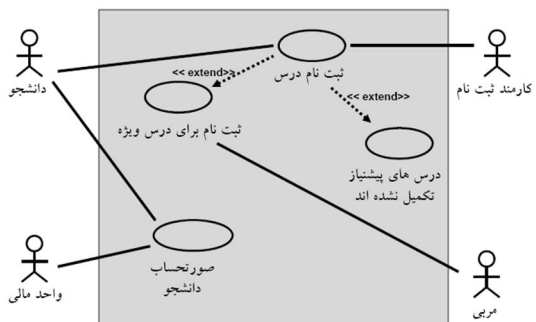 ثبت نام درس
دانشجو
کارمند ثبت نام
<< extend>>
<< extend>>
ثبت نام برای درس ویژه
درس های پیشنیاز
تکمیل نشده اند
صورتحساب
دانشجو
واحد مالی
مربی